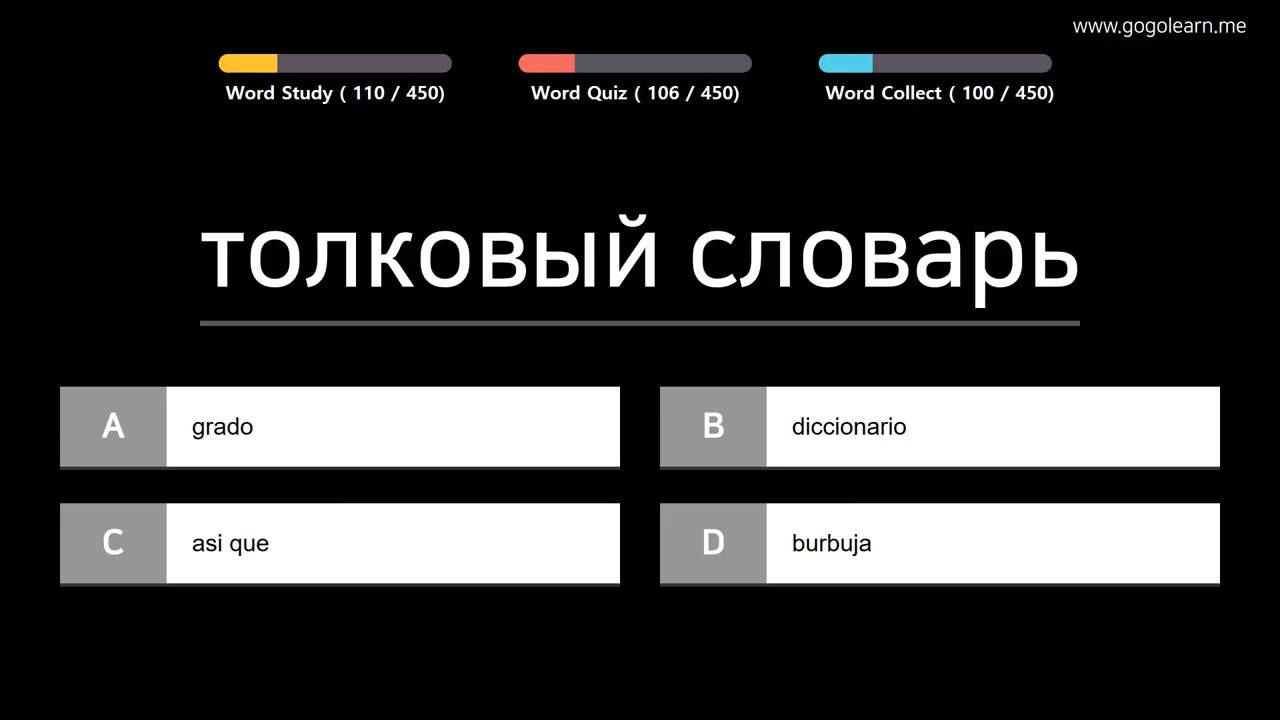 www.gogolearn.me
Word Study ( 110 / 450)
Word Quiz ( 106 / 450)
Word Collect ( 100 / 450)
толковый словарь
A grado
B diccionario
C asi que
D burbuja